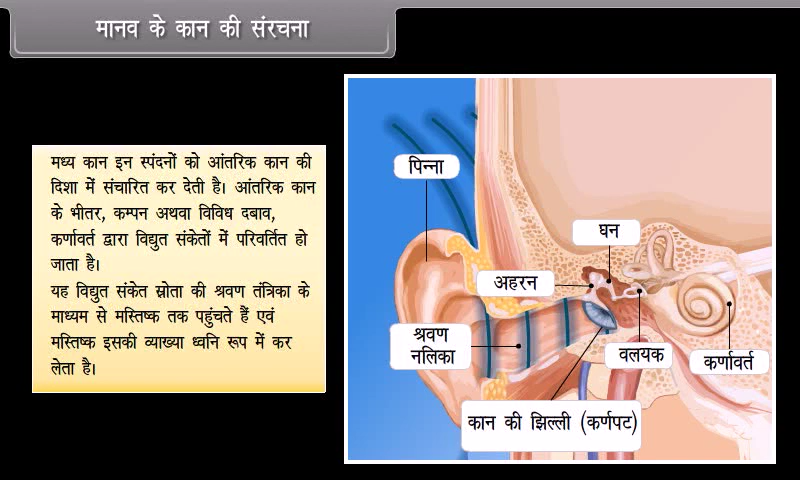 मानव के कान की संरचना
मध्य कान इन स्पंदनों को आंतरिक कान की
दिशा में संचारित कर देती है। आंतरिक कान
के भीतर, कम्पन अथवा विविध दबाव,
कर्णावर्त द्वारा विद्युत संकेतों में परिवर्तित हो
जाता है।
यह विद्युत संकेत स्रोता की श्रवण तंत्रिका के
माध्यम से मस्तिष्क तक पहुंचते हैं एवं
मस्तिष्क इसकी व्याख्या ध्वनि रूप में कर
लेता है।
पिन्ना
घन
अहरन
श्रवण
नलिका
वलयक
कर्णावर्त
कान की झिल्ली (कर्णपट)